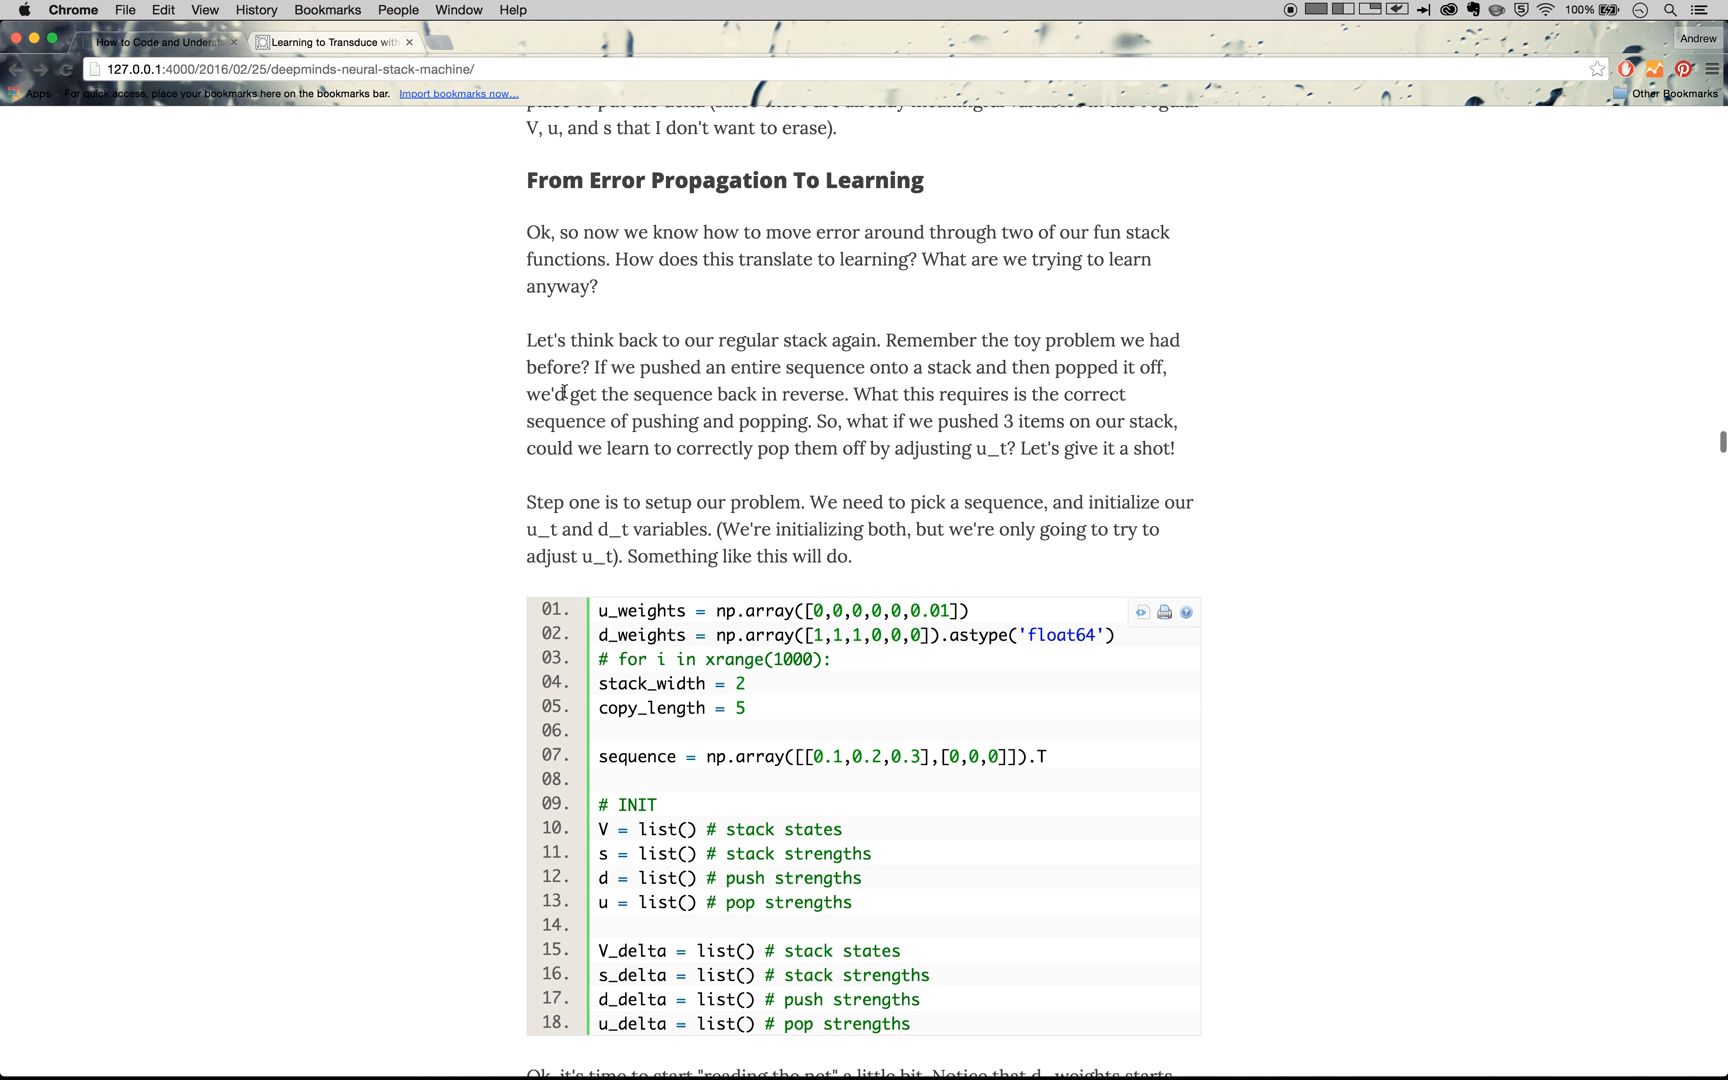 Chrome File Edit View History Bookmarks People Window Help 100%
How to Code and Underst Learning to Transduce with Andrew
127.0.0.1:4000/2016/02/25/deepminds-neural-stack-machine/
Apps For quick access, place your bookmarks here on the bookmarks bar. Import bookmarks now... Other Bookmarks
V, u, and s that I don't want to erase).
From Error Propagation To Learning
Ok, so now we know how to move error around through two of our fun stack
functions. How does this translate to learning? What are we trying to learn
anyway?
Let's think back to our regular stack again. Remember the toy problem we had
before? If we pushed an entire sequence onto a stack and then popped it off,
we'd get the sequence back in reverse. What this requires is the correct
sequence of pushing and popping. So, what if we pushed 3 items on our stack,
could we learn to correctly pop them off by adjusting u_t? Let's give it a shot!
Step one is to setup our problem. We need to pick a sequence, and initialize our
u_t and d_t variables. (We're initializing both, but we're only going to try to
adjust u_t). Something like this will do.
01. u_weights = np.array([0,0,0,0,0,0.01])
02. d_weights = np.array([1,1,1,0,0,0]).astype('float64')
03. # for i in xrange(1000):
04. stack_width = 2
05. copy_length = 5
06.
07. sequence = np.array([[0.1,0.2,0.3],[0,0,0]]).T
08.
09. # INIT
10. V = list() # stack states
11. s = list() # stack strengths
12. d = list() # push strengths
13. u = list() # pop strengths
14.
15. V_delta = list() # stack states
16. s_delta = list() # stack strengths
17. d_delta = list() # push strengths
18. u_delta = list() # pop strengths
Ok, it's time to start "reading the net" a little bit. Notice that d_weights starts